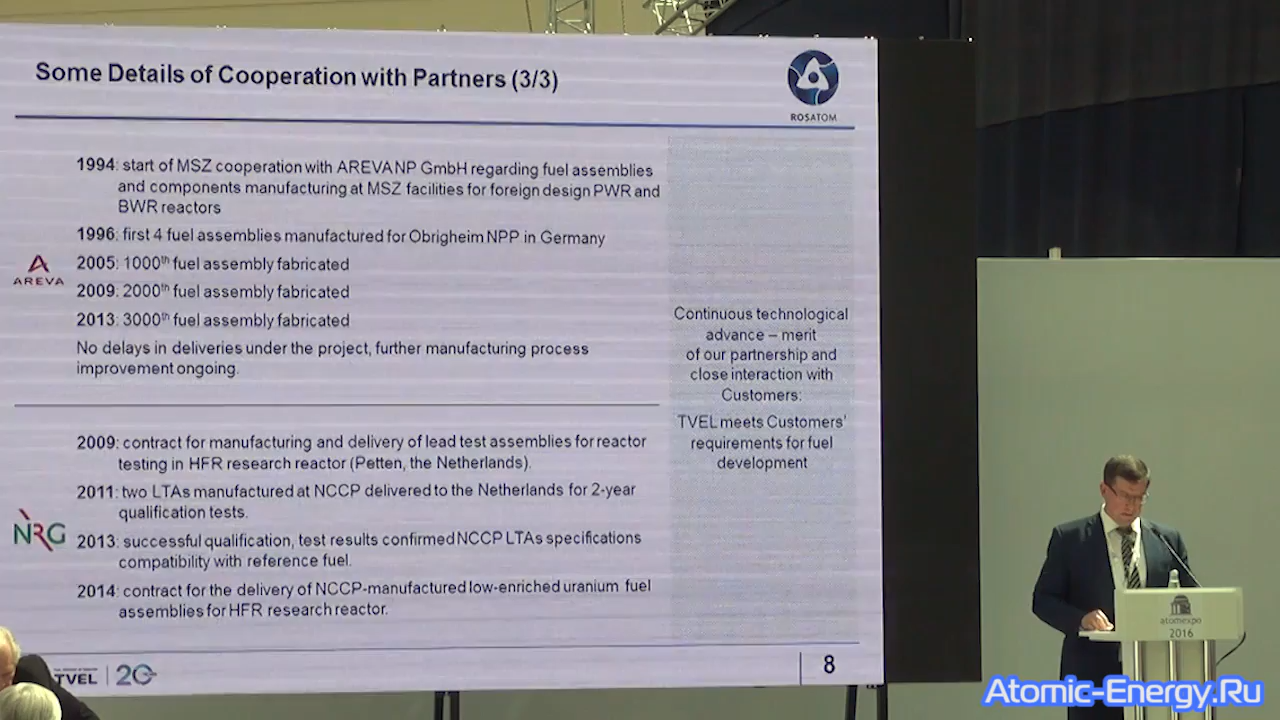 Some Details of Cooperation with Partners (3/3)
ROSATOM
1994: start of MSZ cooperation with AREVA NP GmbH regarding fuel assemblies
and components manufacturing at MSZ facilities for foreign design PWR and
BWR reactors
1996: first 4 fuel assemblies manufactured for Obrigheim NPP in Germany
AREVA
2005: 1000th fuel assembly fabricated
2009: 2000th fuel assembly fabricated
2013: 3000th fuel assembly fabricated
No delays in deliveries under the project, further manufacturing process
improvement ongoing.
2009: contract for manufacturing and delivery of lead test assemblies for reactor
testing in HFR research reactor (Petten, the Netherlands).
2011: two LTAs manufactured at NCCP delivered to the Netherlands for 2-year
qualification tests.
NRG
2013: successful qualification, test results confirmed NCCP LTAs specifications
compatibility with reference fuel.
2014: contract for the delivery of NCCP-manufactured low-enriched uranium fuel
assemblies for HFR research reactor.
Continuous technological
advance – merit
of our partnership and
close interaction with
Customers:
TVEL meets Customers'
requirements for fuel
development
TVEL
20
8
atomexpo
2016
Atomic-Energy.Ru